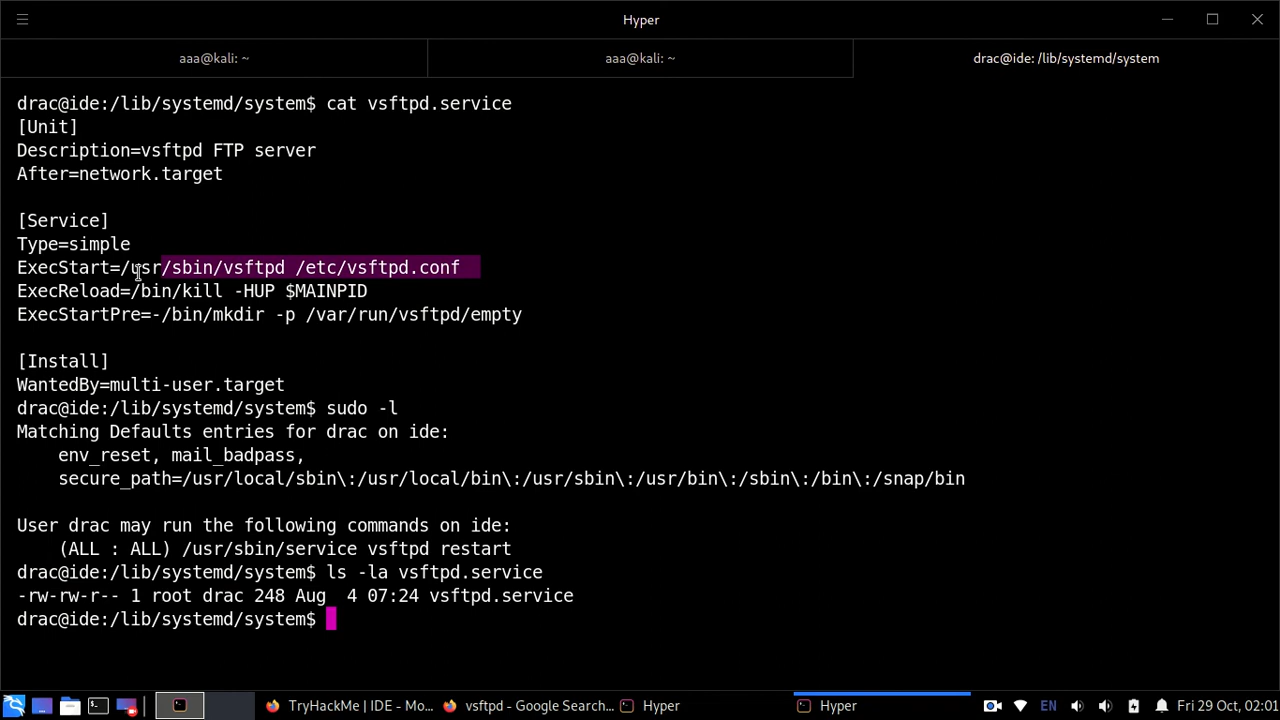 Hyper
aaa@kali: ~
aaa@kali: ~
drac@ide: /lib/systemd/system
drac@ide:/lib/systemd/system$ cat vsftpd.service
[Unit]
Description=vsftpd FTP server
After=network.target
[Service]
Type=simple
ExecStart=/usr/sbin/vsftpd /etc/vsftpd.conf
ExecReload=/bin/kill -HUP $MAINPID
ExecStartPre=-/bin/mkdir -p /var/run/vsftpd/empty
[Install]
WantedBy=multi-user.target
drac@ide:/lib/systemd/system$ sudo -l
Matching Defaults entries for drac on ide:
env_reset, mail_badpass,
secure_path=/usr/local/sbin\:/usr/local/bin\:/usr/sbin\:/usr/bin\:/sbin\:/bin\:/snap/bin
User drac may run the following commands on ide:
(ALL : ALL) /usr/sbin/service vsftpd restart
drac@ide:/lib/systemd/system$ ls -la vsftpd.service
-rw-rw-r-- 1 root drac 248 Aug  4 07:24 vsftpd.service
drac@ide:/lib/systemd/system$
TryHackMe | IDE - Mo...
vsftpd - Google Search...
Hyper
Hyper
EN
Fri 29 Oct, 02:01